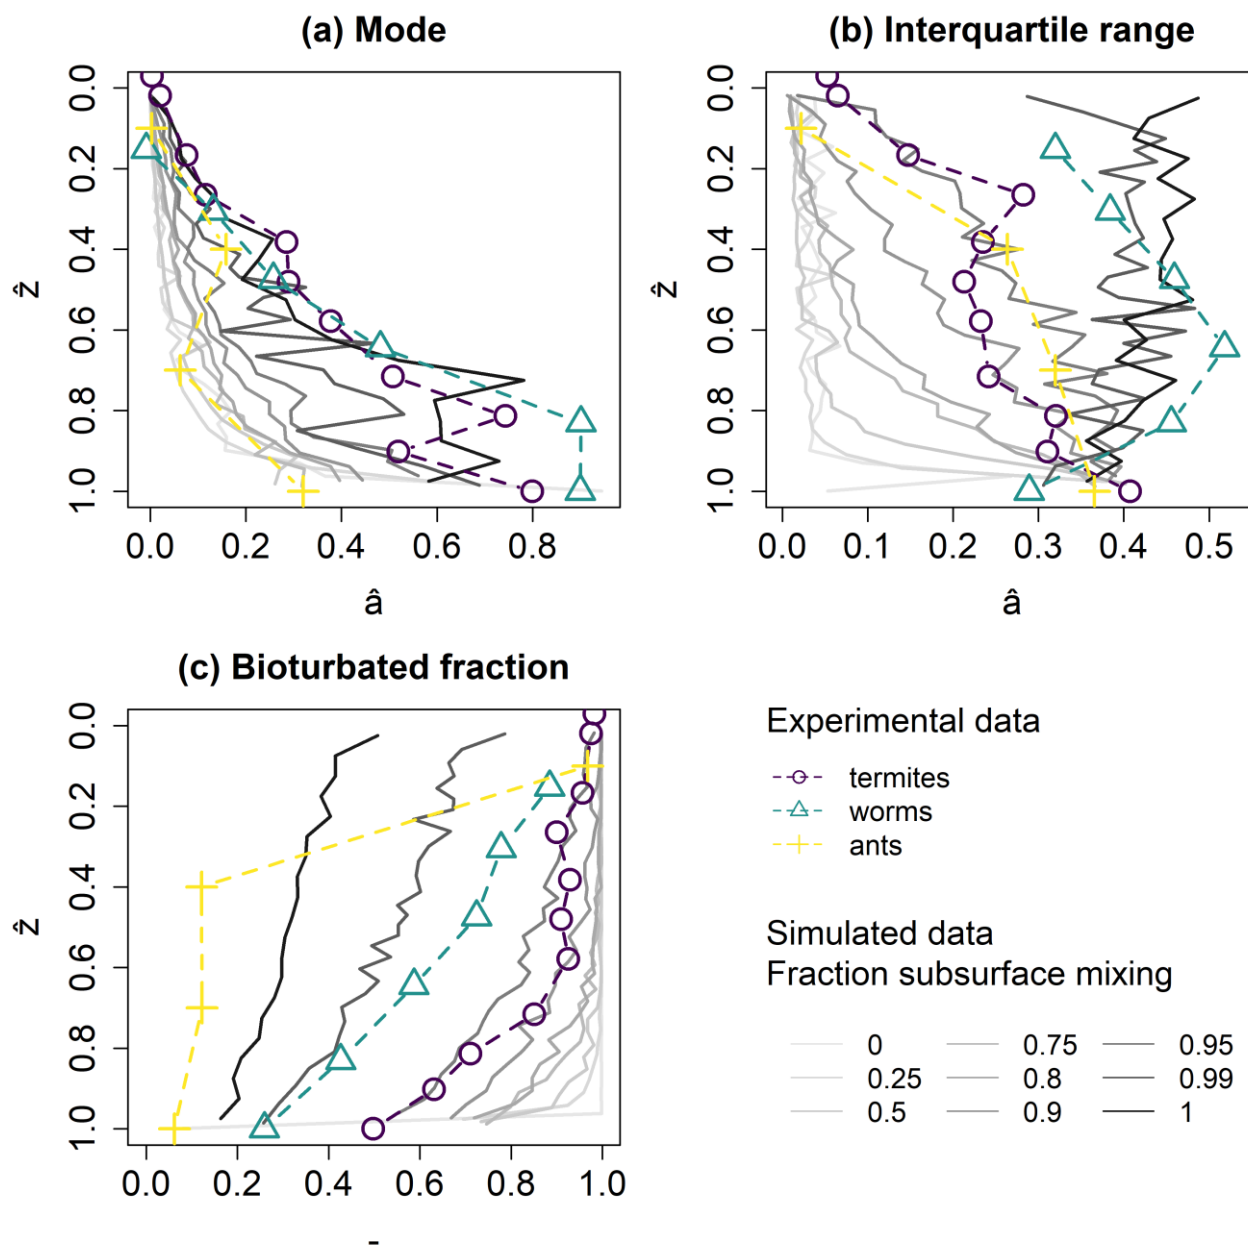 (a) Mode
0.0
0.2
0.4
0.6
0.8
1.0
ẑ
0.0 0.2 0.4 0.6 0.8
â
(b) Interquartile range
0.0
0.2
0.4
0.6
0.8
1.0
ẑ
0.0 0.1 0.2 0.3 0.4 0.5
â
(c) Bioturbated fraction
0.0
0.2
0.4
0.6
0.8
1.0
ẑ
0.0 0.2 0.4 0.6 0.8 1.0
-
Experimental data
termites
worms
ants
Simulated data
Fraction subsurface mixing
0 0.75 0.95
0.25 0.8 0.99
0.5 0.9 1